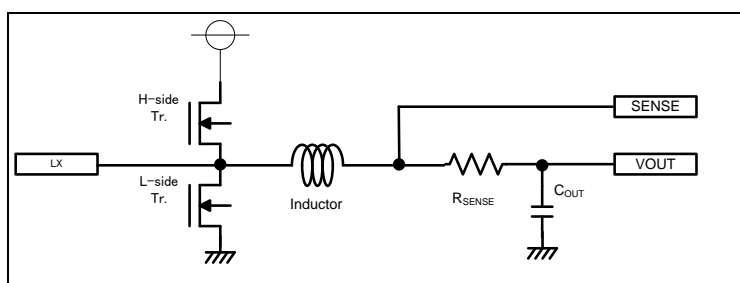 H-side
Tr.
SENSE
LX
VOUT
L-side
Tr.
Inductor
RSENSE
COUT